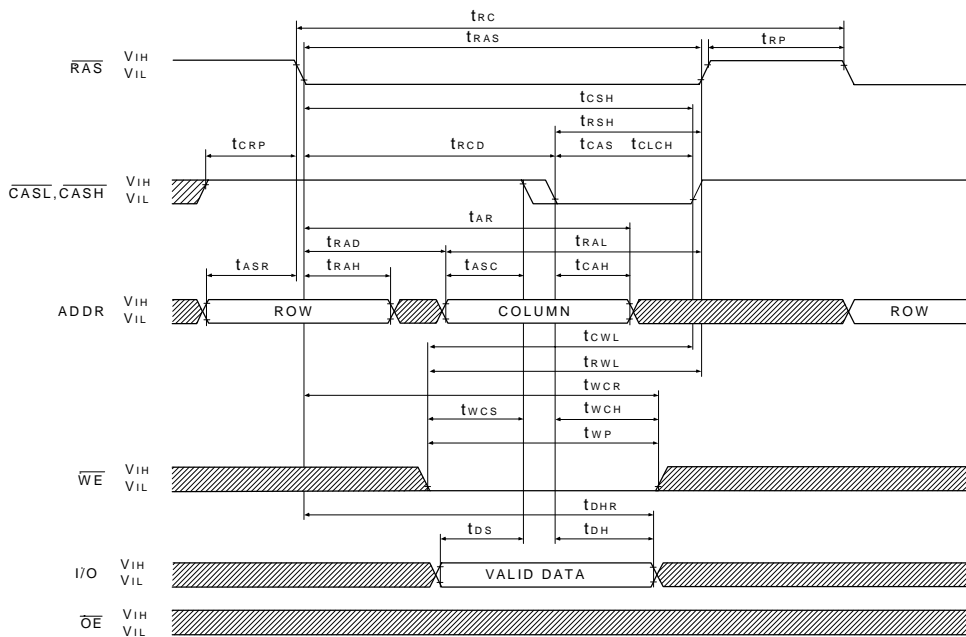 tRC
tRAS
tRP
RAS VIH
VIL
tCSH
tRSH
tCRP tRCD tCAS tCLCH
CASL,CASH VIH
VIL
tAR
tRAD tRAL
tASR tRAH tASC tCAH
ADDR VIH
VIL
ROW COLUMN ROW
tCWL
tRWL
tWCR
tWCS tWCH
tWP
WE VIH
VIL
tDHR
tDS tDH
I/O VIH
VIL
VALID DATA
OE VIH
VIL